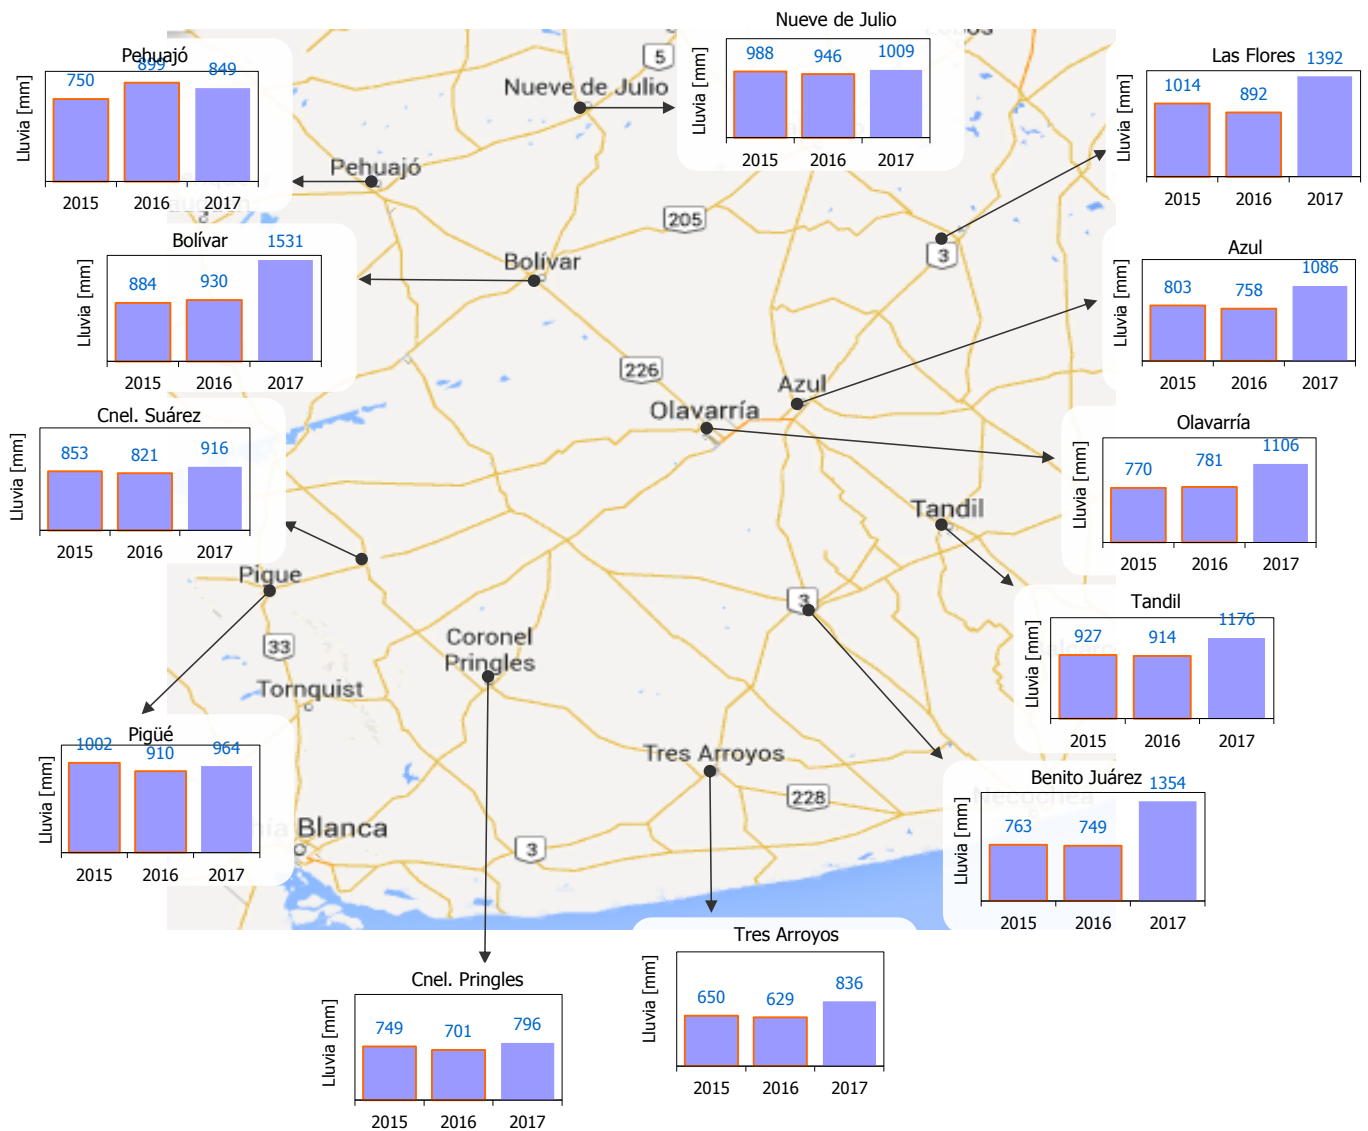 Nueve de Julio
Lluvia [mm]
988
946
1009
2015
2016
2017
Pehuajó
Lluvia [mm]
750
899
849
2015
2016
2017
Las Flores
Lluvia [mm]
1014
892
1392
2015
2016
2017
Bolívar
Lluvia [mm]
884
930
1531
2015
2016
2017
Azul
Lluvia [mm]
803
758
1086
2015
2016
2017
Cnel. Suárez
Lluvia [mm]
853
821
916
2015
2016
2017
Olavarría
Lluvia [mm]
770
781
1106
2015
2016
2017
Tandil
Lluvia [mm]
927
914
1176
2015
2016
2017
Pigüé
Lluvia [mm]
1002
910
964
2015
2016
2017
Benito Juárez
Lluvia [mm]
763
749
1354
2015
2016
2017
Tres Arroyos
Lluvia [mm]
650
629
836
2015
2016
2017
Cnel. Pringles
Lluvia [mm]
749
701
796
2015
2016
2017
5
Nueve de Julio
Pehuajó
205
3
Bolívar
226
Azul
Olavarría
Tandil
Pigue
3
33
Coronel
Pringles
Tornquist
Tres Arroyos
228
Necochea
Blanca
3